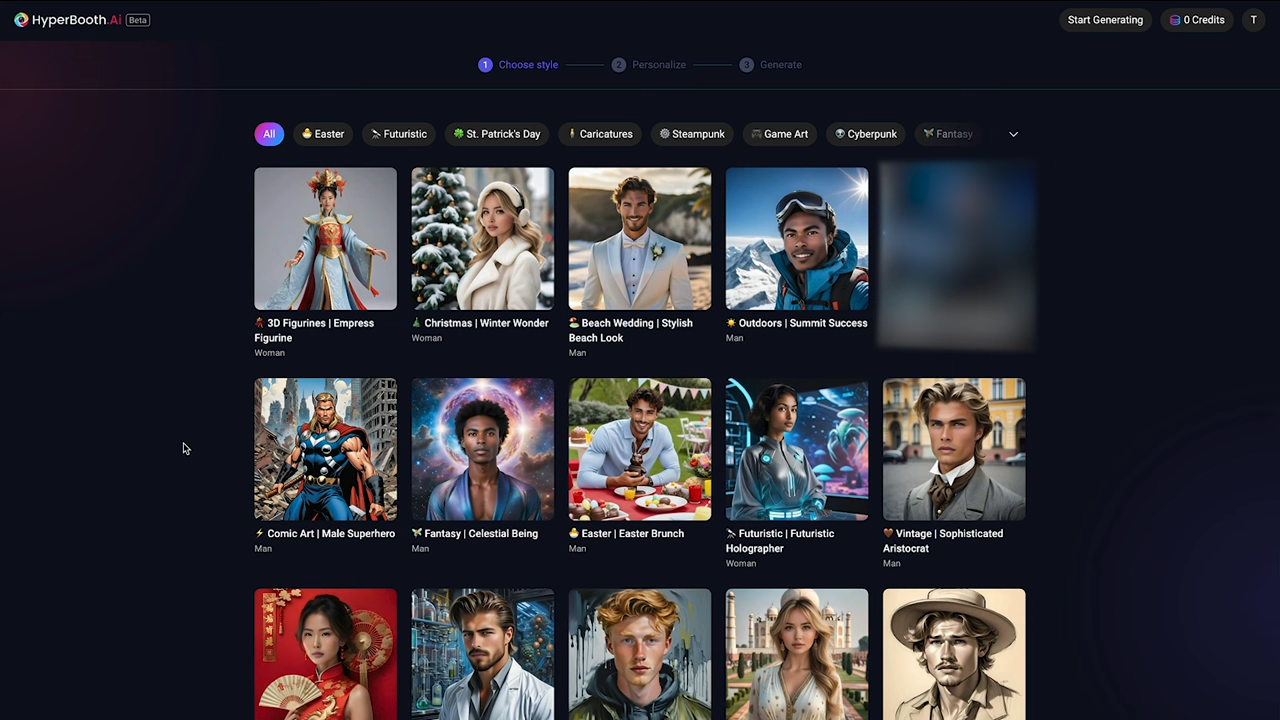 HyperBooth.Ai Beta
Start Generating
0 Credits
T
1 Choose style
2 Personalize
3 Generate
All
Easter
Futuristic
St. Patrick's Day
Caricatures
Steampunk
Game Art
Cyberpunk
Fantasy
3D Figurines | Empress
Figurine
Woman
Christmas | Winter Wonder
Woman
Beach Wedding | Stylish
Beach Look
Man
Outdoors | Summit Success
Man
Comic Art | Male Superhero
Man
Fantasy | Celestial Being
Man
Easter | Easter Brunch
Man
Futuristic | Futuristic
Holographer
Woman
Vintage | Sophisticated
Aristocrat
Man